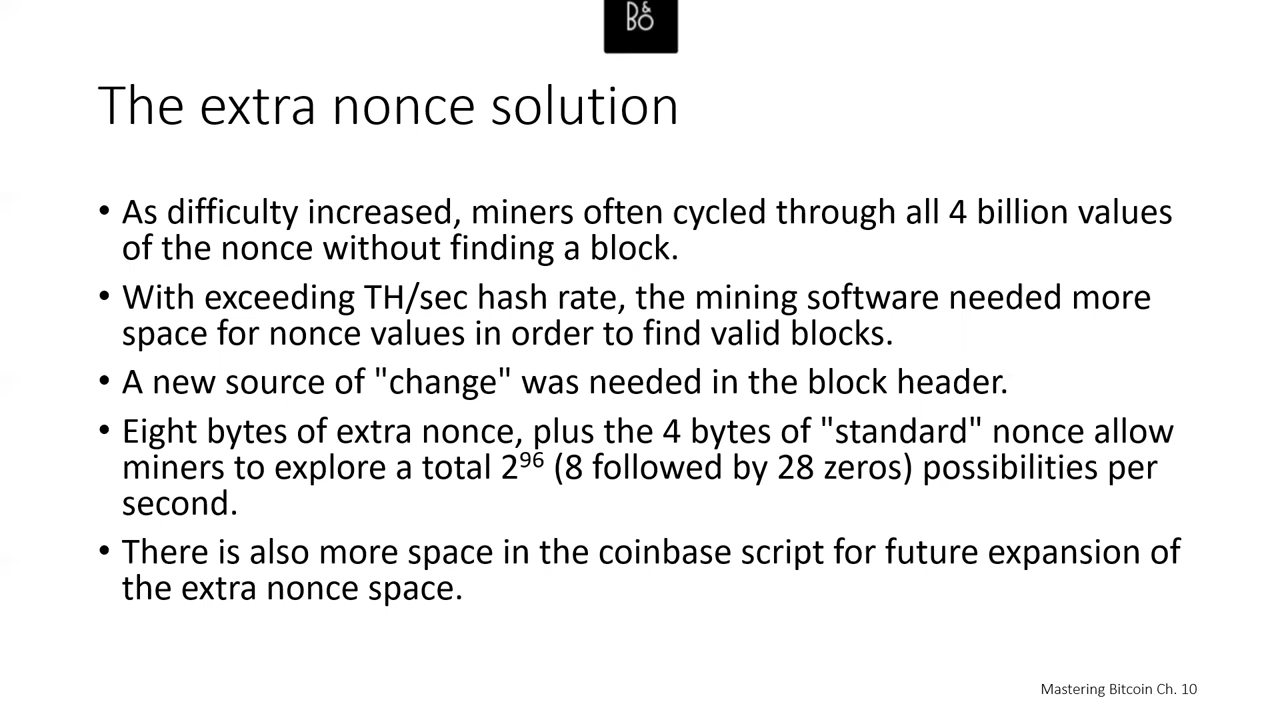 B&O
The extra nonce solution
• As difficulty increased, miners often cycled through all 4 billion values
of the nonce without finding a block.
• With exceeding TH/sec hash rate, the mining software needed more
space for nonce values in order to find valid blocks.
• A new source of "change" was needed in the block header.
• Eight bytes of extra nonce, plus the 4 bytes of "standard" nonce allow
miners to explore a total 2⁹⁶ (8 followed by 28 zeros) possibilities per
second.
• There is also more space in the coinbase script for future expansion of
the extra nonce space.
Mastering Bitcoin Ch. 10